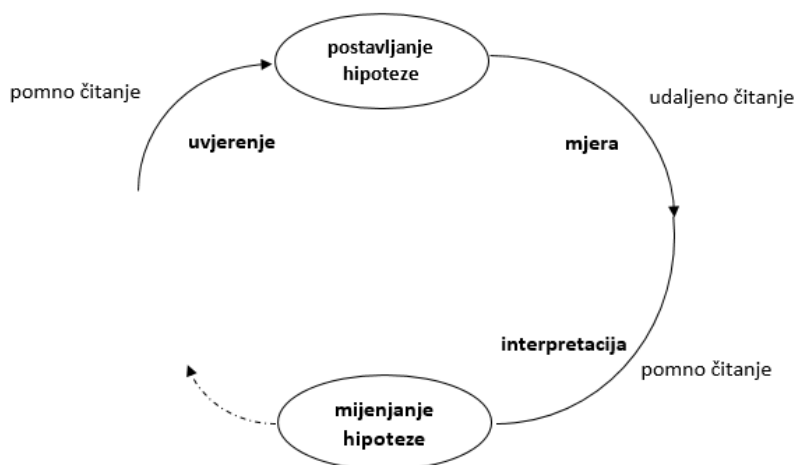 postavljanje
hipoteze
pomno čitanje
udaljeno čitanje
uvjerenje
mjera
interpretacija
pomno čitanje
mijenjanje
hipoteze